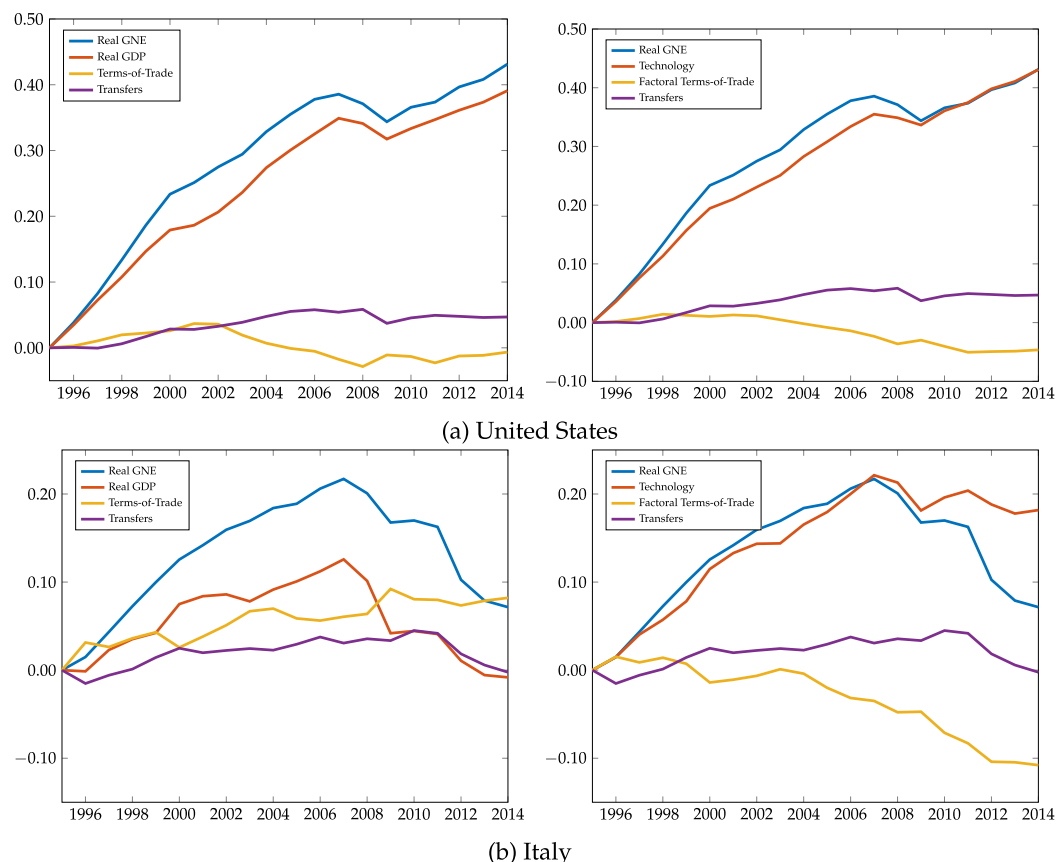 0.50
0.40
0.30
0.20
0.10
0.00
Real GNE
Real GDP
Terms-of-Trade
Transfers
1996 1998 2000 2002 2004 2006 2008 2010 2012 2014
0.50
0.40
0.30
0.20
0.10
0.00
−0.10
Real GNE
Technology
Factoral Terms-of-Trade
Transfers
1996 1998 2000 2002 2004 2006 2008 2010 2012 2014
(a) United States
0.20
0.10
0.00
−0.10
Real GNE
Real GDP
Terms-of-Trade
Transfers
1996 1998 2000 2002 2004 2006 2008 2010 2012 2014
0.20
0.10
0.00
−0.10
Real GNE
Technology
Factoral Terms-of-Trade
Transfers
1996 1998 2000 2002 2004 2006 2008 2010 2012 2014
(b) Italy